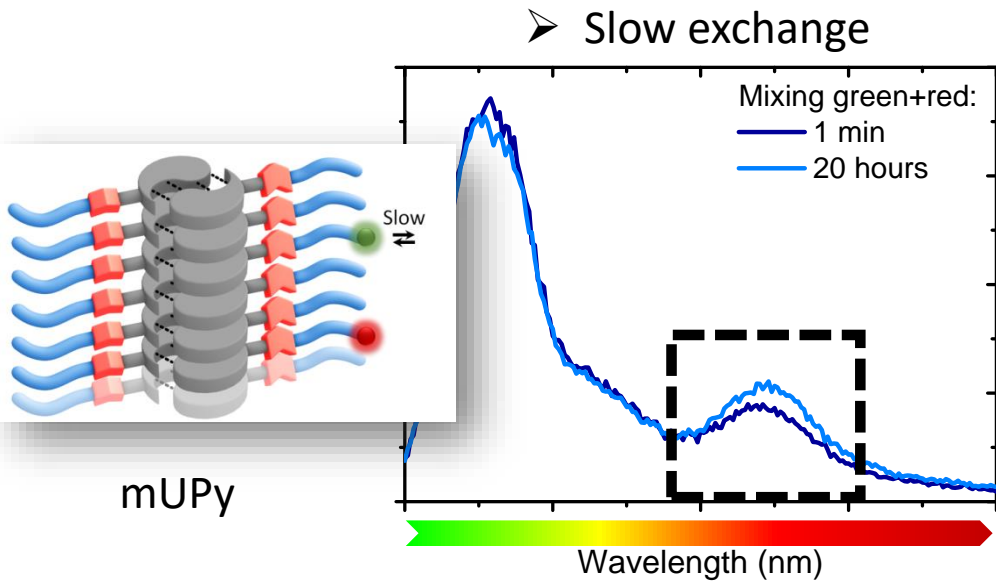 ➢ Slow exchange
Mixing green+red:
1 min
20 hours
Slow
mUPy
Wavelength (nm)